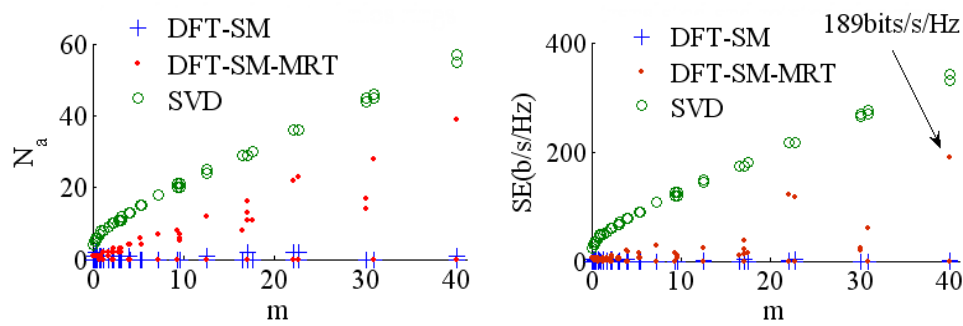 60
40
20
0
N_a
DFT-SM
DFT-SM-MRT
SVD
0
10
20
30
40
m
400
200
0
SE(b/s/Hz)
DFT-SM
DFT-SM-MRT
SVD
189bits/s/Hz
0
10
20
30
40
m